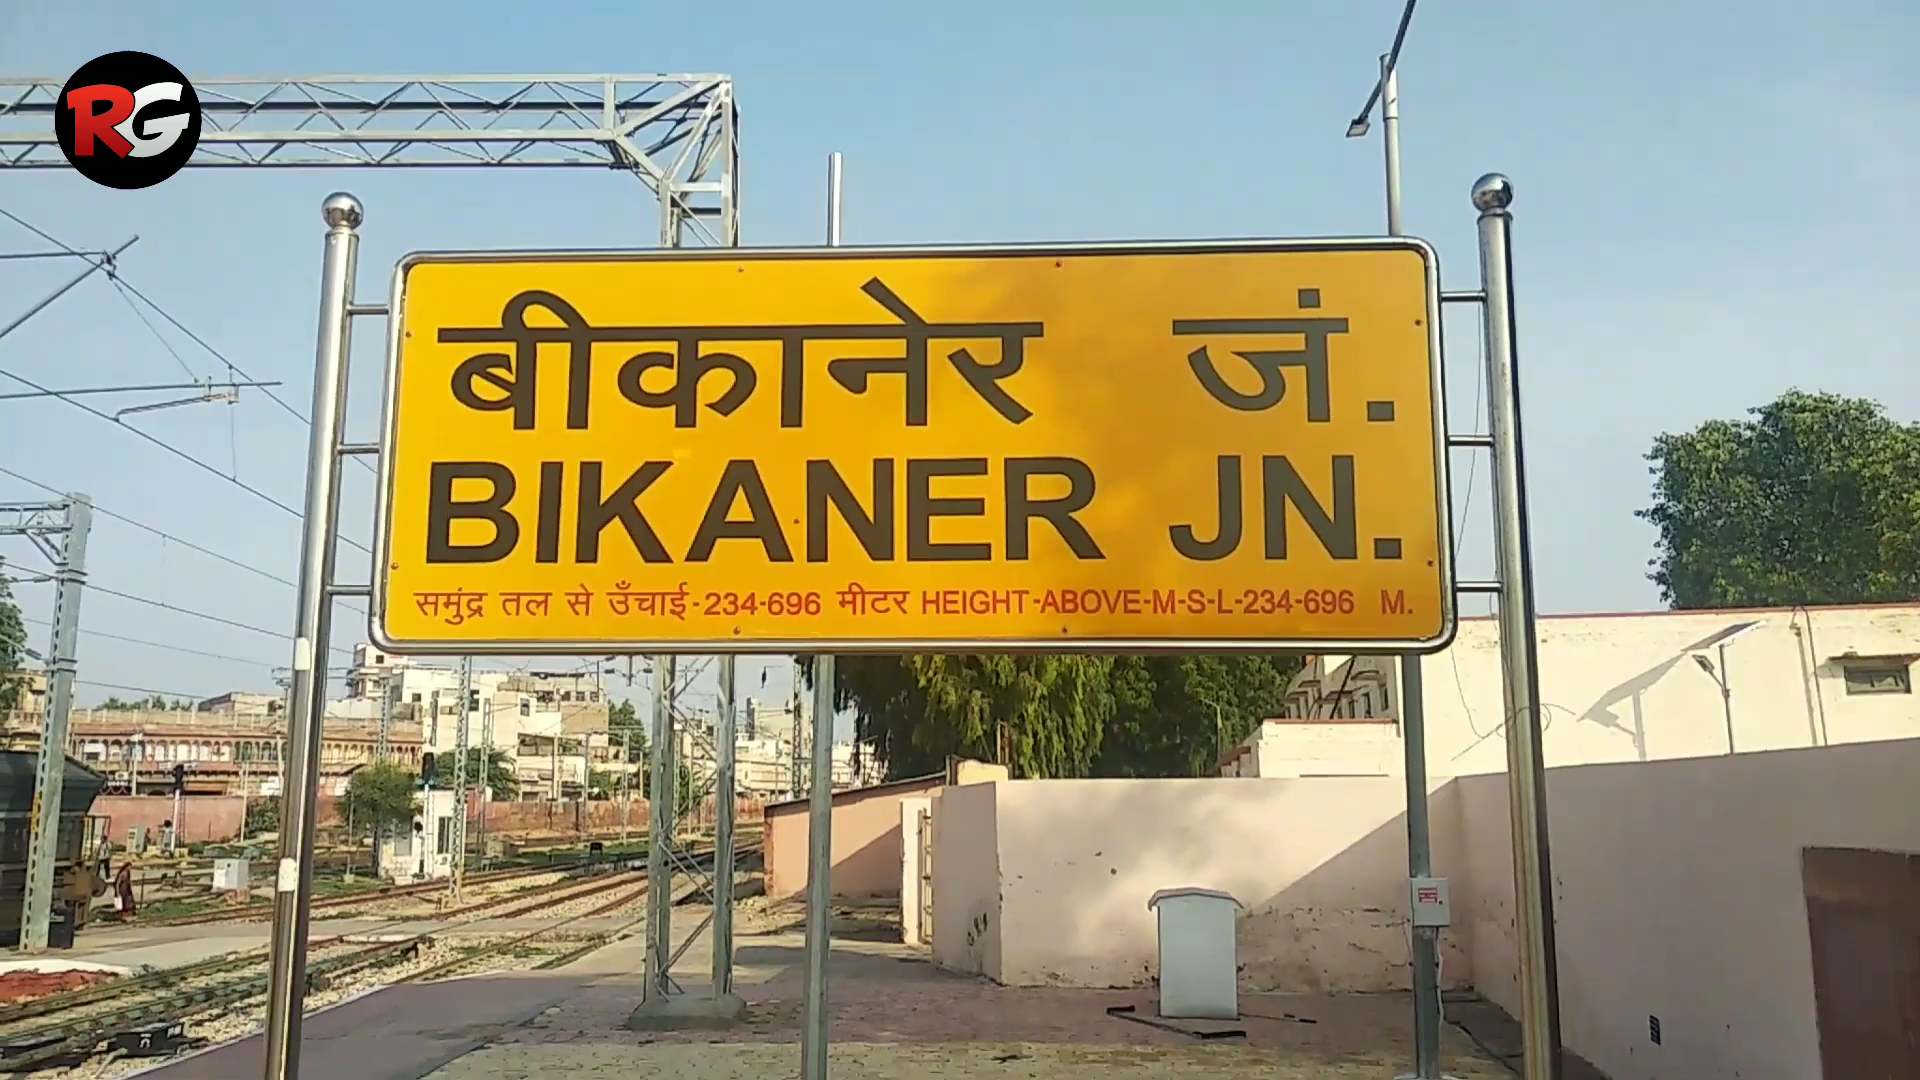 RG
बीकानेर जं.
BIKANER JN.
समुंद्र तल से उँचाई-234-696 मीटर HEIGHT-ABOVE-M-S-L-234-696 M.